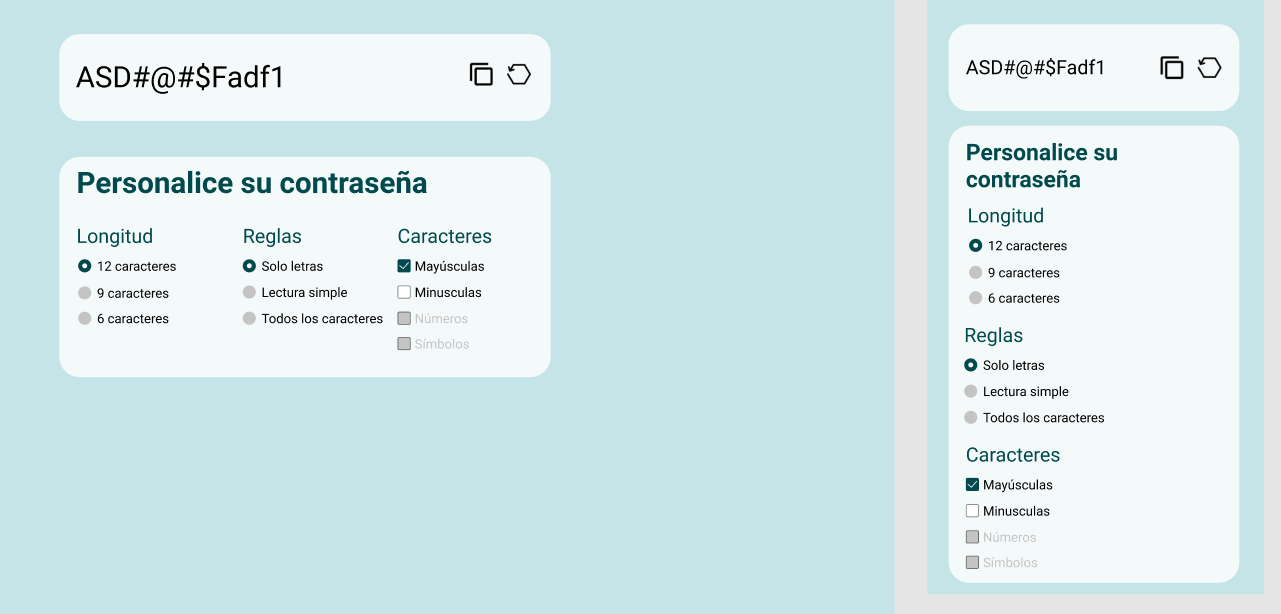 ASD#@#$Fadf1
Personalice su contraseña
Longitud
12 caracteres
9 caracteres
6 caracteres
Reglas
Solo letras
Lectura simple
Todos los caracteres
Caracteres
Mayúsculas
Minusculas
Números
Símbolos
ASD#@#$Fadf1
Personalice su
contraseña
Longitud
12 caracteres
9 caracteres
6 caracteres
Reglas
Solo letras
Lectura simple
Todos los caracteres
Caracteres
Mayúsculas
Minusculas
Números
Símbolos